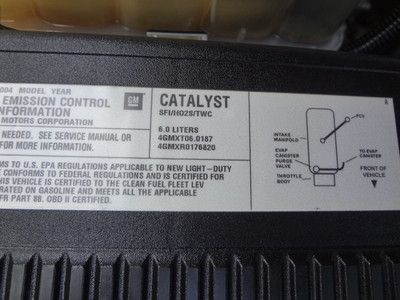 004 MODEL YEAR
EMISSION CONTROL
INFORMATION
MOTORS CORPORATION
GM
CATALYST
SFI/HO2S/TWC
6.0 LITERS
4GMXT06.0187
4GMXR0176820
NEEDED. SEE SERVICE MANUAL OR
FOR MORE INFORMATION.
MS TO U.S. EPA REGULATIONS APPLICABLE TO NEW LIGHT-DUTY
E CONFORMS TO FEDERAL REGULATIONS AND IS CERTIFIED
THIS VEHICLE IS CERTIFIED TO THE CLEAN FUEL FLEET LEV
RATED ON GASOLINE AND MEETS ALL THE APPLICABLE
FR PART 88. OBD II CERTIFIED.
A
PCV
INTAKE
MANIFOLD
EVAP
CANISTER
PURGE
VALVE
THROTTLE
BODY
TO EVAP
CANISTER
FRONT OF
VEHICLE